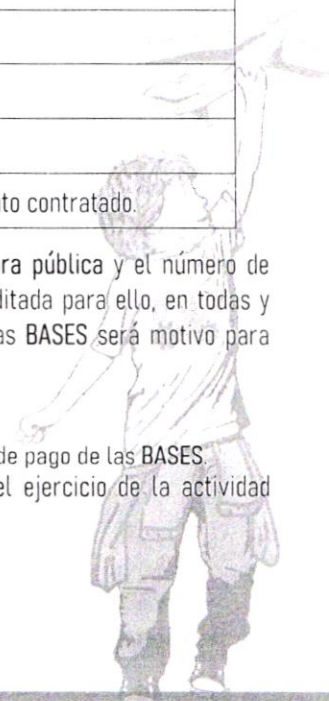 to contratado.
ra pública y el número de
ditada para ello, en todas y
as BASES será motivo para
de pago de las BASES.
el ejercicio de la actividad